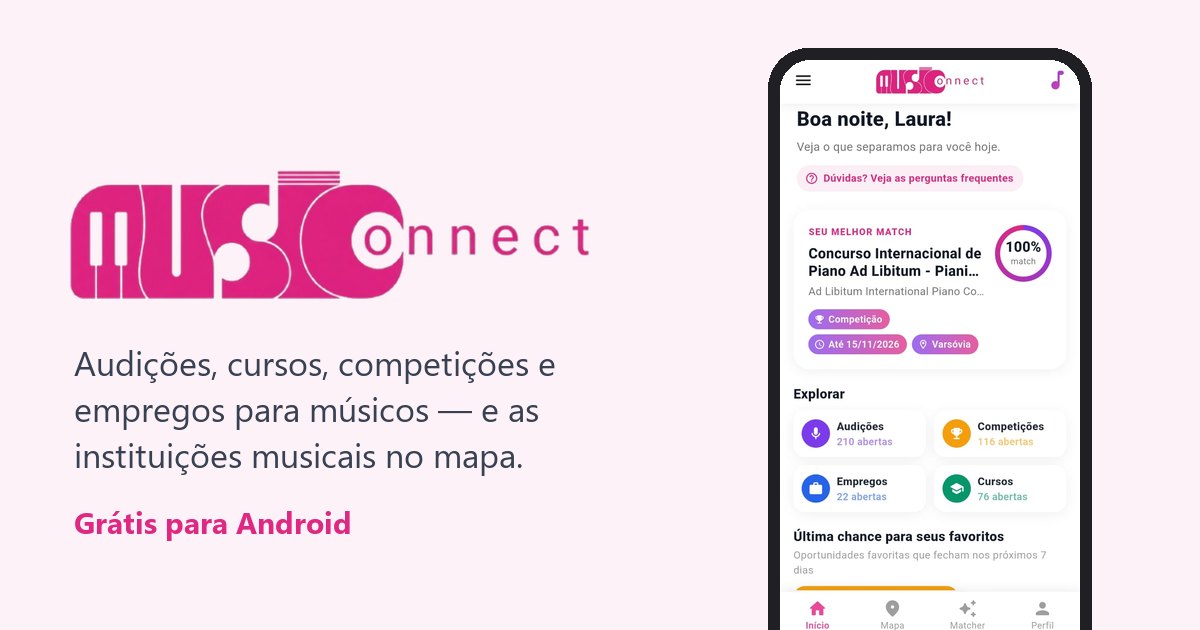 MUSIConnect
Audições, cursos, competições e
empregos para músicos — e as
instituições musicais no mapa.
Grátis para Android
MUSIConnect
Boa noite, Laura!
Veja o que separamos para você hoje.
Dúvidas? Veja as perguntas frequentes
SEU MELHOR MATCH
Concurso Internacional de
Piano Ad Libitum - Piani...
Ad Libitum International Piano Co...
100%
match
Competição
Até 15/11/2026
Varsóvia
Explorar
Audições
210 abertas
Competições
116 abertas
Empregos
22 abertas
Cursos
76 abertas
Última chance para seus favoritos
Oportunidades favoritas que fecham nos próximos 7
dias
Início
Mapa
Matcher
Perfil